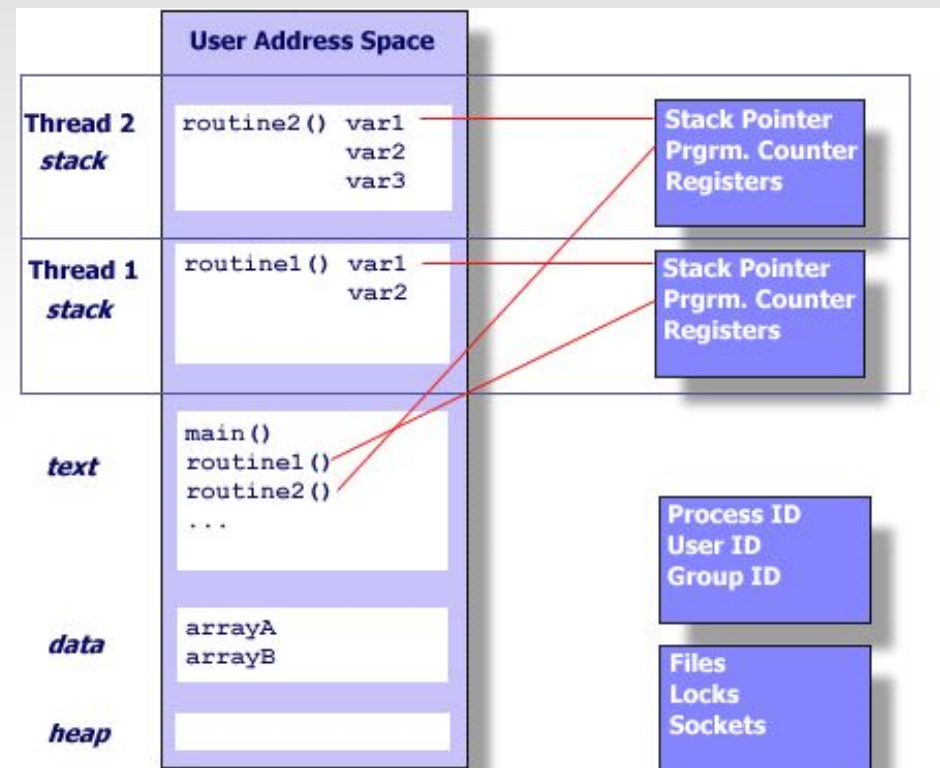 User Address Space
Thread 2
stack
routine2() var1
var2
var3
Stack Pointer
Prgrm. Counter
Registers
Thread 1
stack
routine1() var1
var2
Stack Pointer
Prgrm. Counter
Registers
text
main()
routine1()
routine2()
...
Process ID
User ID
Group ID
data
arrayA
arrayB
Files
Locks
Sockets
heap